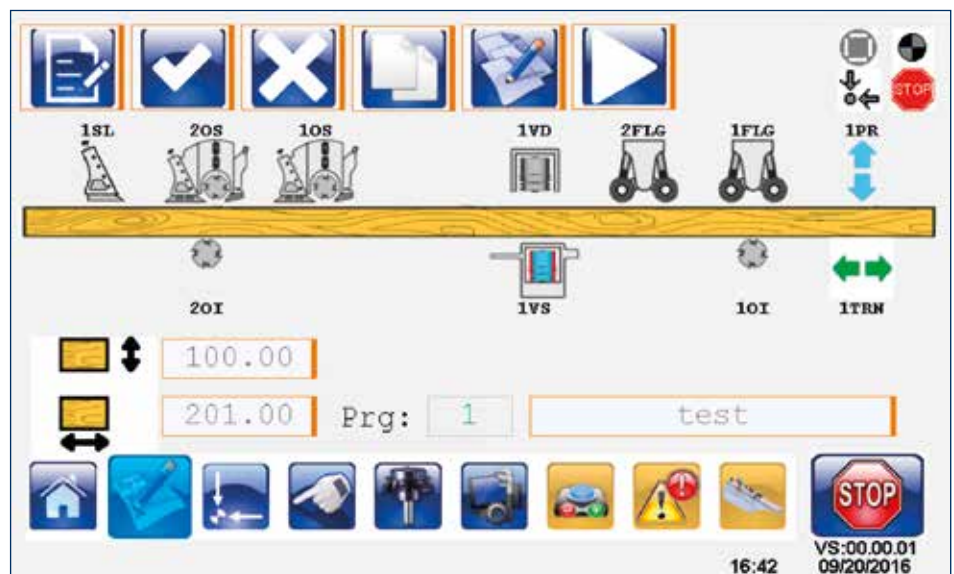 STOP
1SL 2OS 1OS 1VD 2FLG 1FLG 1PR
2OI 1VS 1OI 1TRN
100.00
201.00 Prg: 1 test
STOP
VS:00.00.01
16:42 09/20/2016